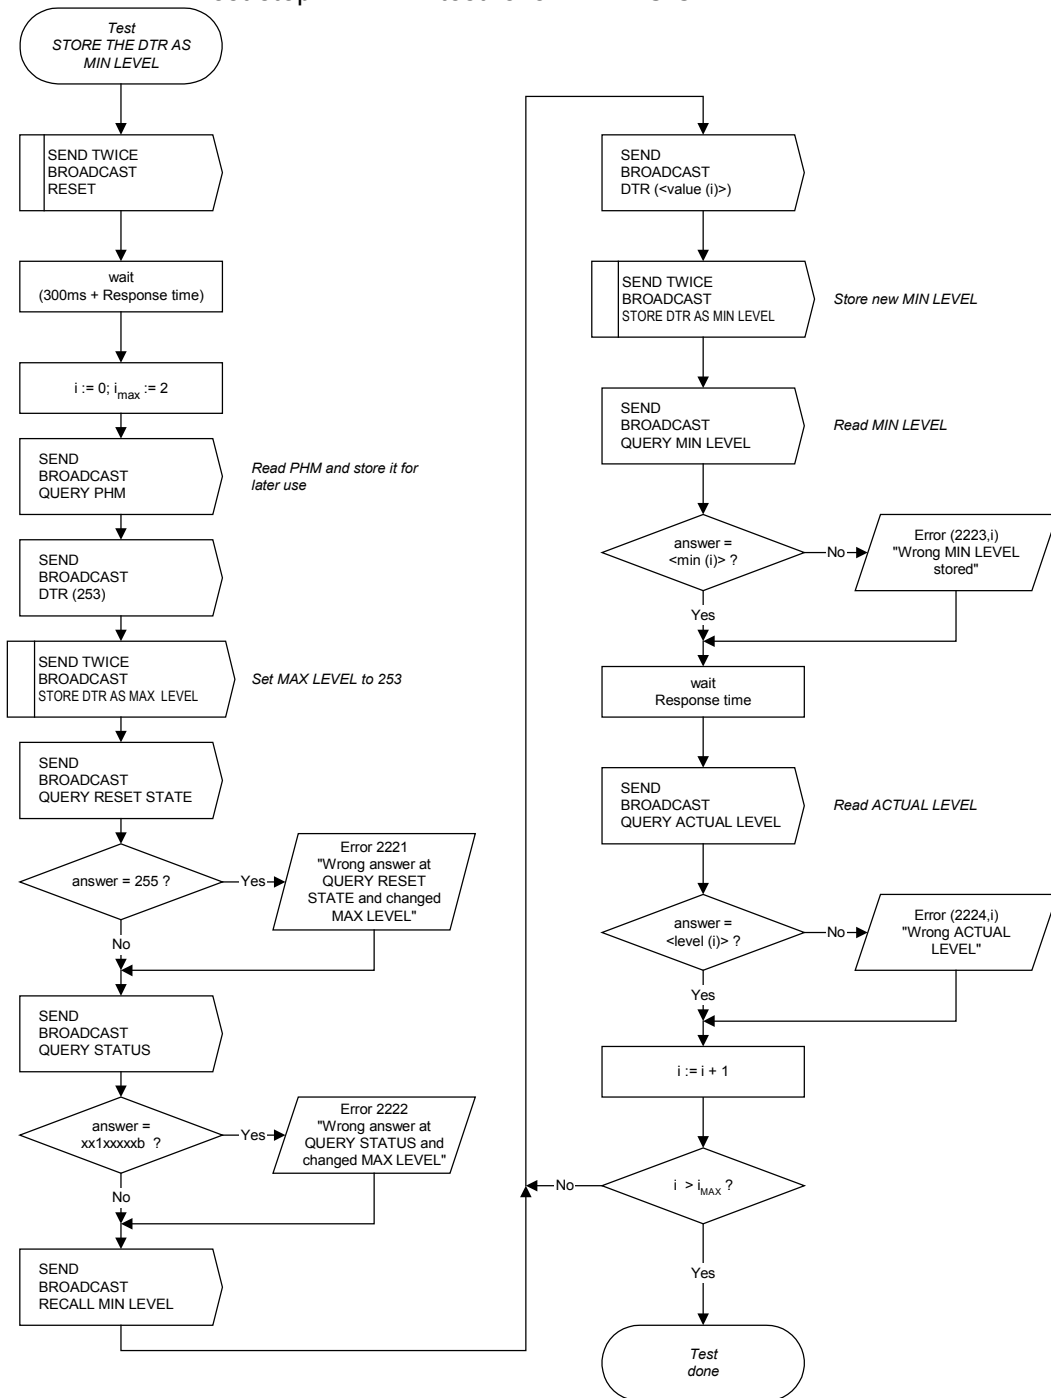 Test
STORE THE DTR AS
MIN LEVEL
SEND TWICE
BROADCAST
RESET
wait
(300ms + Response time)
i := 0; imax := 2
SEND
BROADCAST
QUERY PHM
Read PHM and store it for
later use
SEND
BROADCAST
DTR (253)
SEND TWICE
BROADCAST
STORE DTR AS MAX LEVEL
Set MAX LEVEL to 253
SEND
BROADCAST
QUERY RESET STATE
answer = 255 ?
Yes
Error 2221
"Wrong answer at
QUERY RESET
STATE and changed
MAX LEVEL"
No
SEND
BROADCAST
QUERY STATUS
answer =
xx1xxxxxb ?
Yes
Error 2222
"Wrong answer at
QUERY STATUS and
changed MAX LEVEL"
No
SEND
BROADCAST
RECALL MIN LEVEL
SEND
BROADCAST
DTR (<value (i)>)
SEND TWICE
BROADCAST
STORE DTR AS MIN LEVEL
Store new MIN LEVEL
SEND
BROADCAST
QUERY MIN LEVEL
Read MIN LEVEL
answer =
<min (i)> ?
No
Error (2223,i)
"Wrong MIN LEVEL
stored"
Yes
wait
Response time
SEND
BROADCAST
QUERY ACTUAL LEVEL
Read ACTUAL LEVEL
answer =
<level (i)> ?
No
Error (2224,i)
"Wrong ACTUAL
LEVEL"
Yes
i := i + 1
i > iMAX ?
No
Yes
Test
done